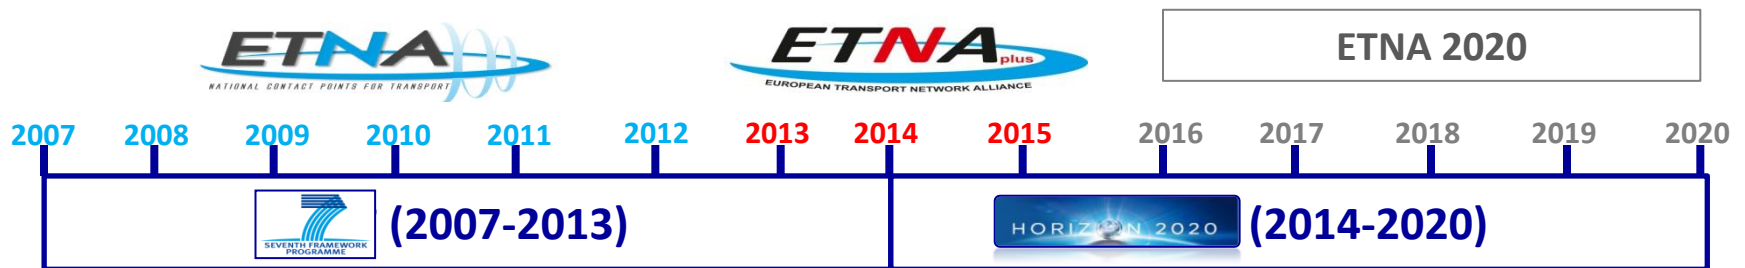 ETNA
NATIONAL CONTACT POINTS FOR TRANSPORT
ETNA plus
EUROPEAN TRANSPORT NETWORK ALLIANCE
ETNA 2020
2007 2008 2009 2010 2011 2012 2013 2014 2015 2016 2017 2018 2019 2020
7
SEVENTH FRAMEWORK
PROGRAMME
(2007-2013)
HORIZON 2020
(2014-2020)